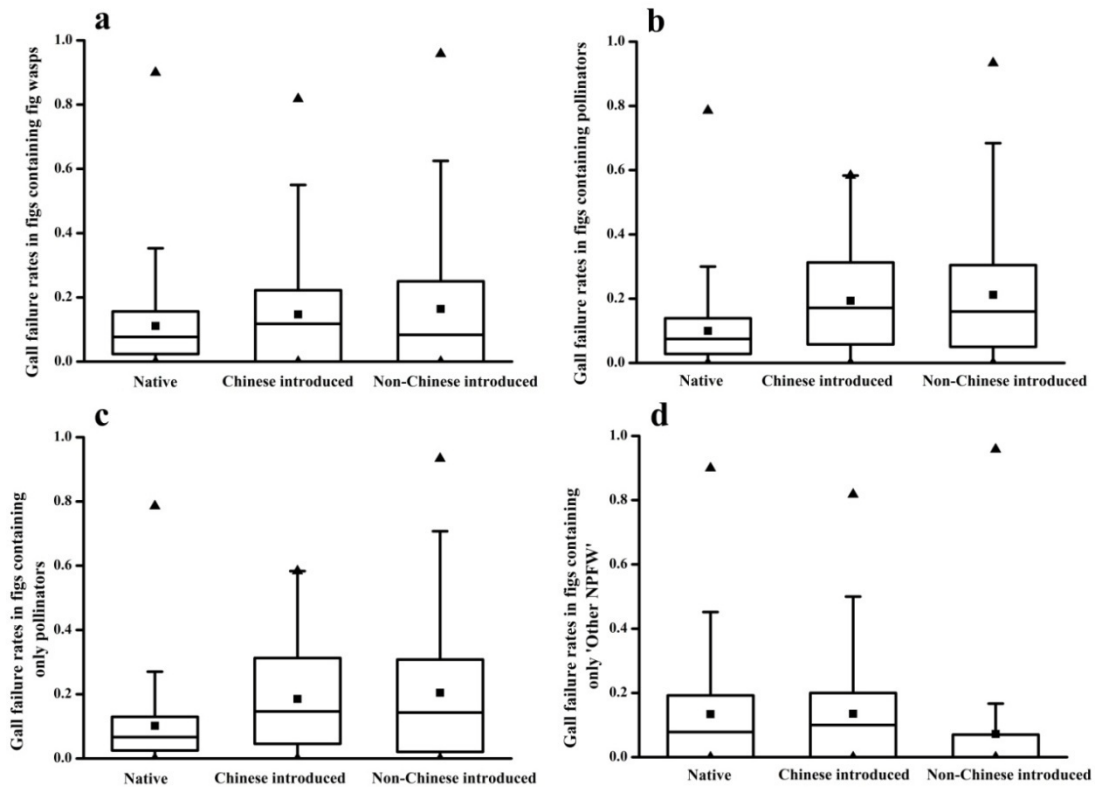 a
Gall failure rates in figs containing fig wasps
1.0
0.8
0.6
0.4
0.2
0.0
Native Chinese introduced Non-Chinese introduced
b
Gall failure rates in figs containing pollinators
1.0
0.8
0.6
0.4
0.2
0.0
Native Chinese introduced Non-Chinese introduced
c
Gall failure rates in figs containing
only pollinators
1.0
0.8
0.6
0.4
0.2
0.0
Native Chinese introduced Non-Chinese introduced
d
Gall failure rates in figs containing
only 'Other NPFW'
1.0
0.8
0.6
0.4
0.2
0.0
Native Chinese introduced Non-Chinese introduced